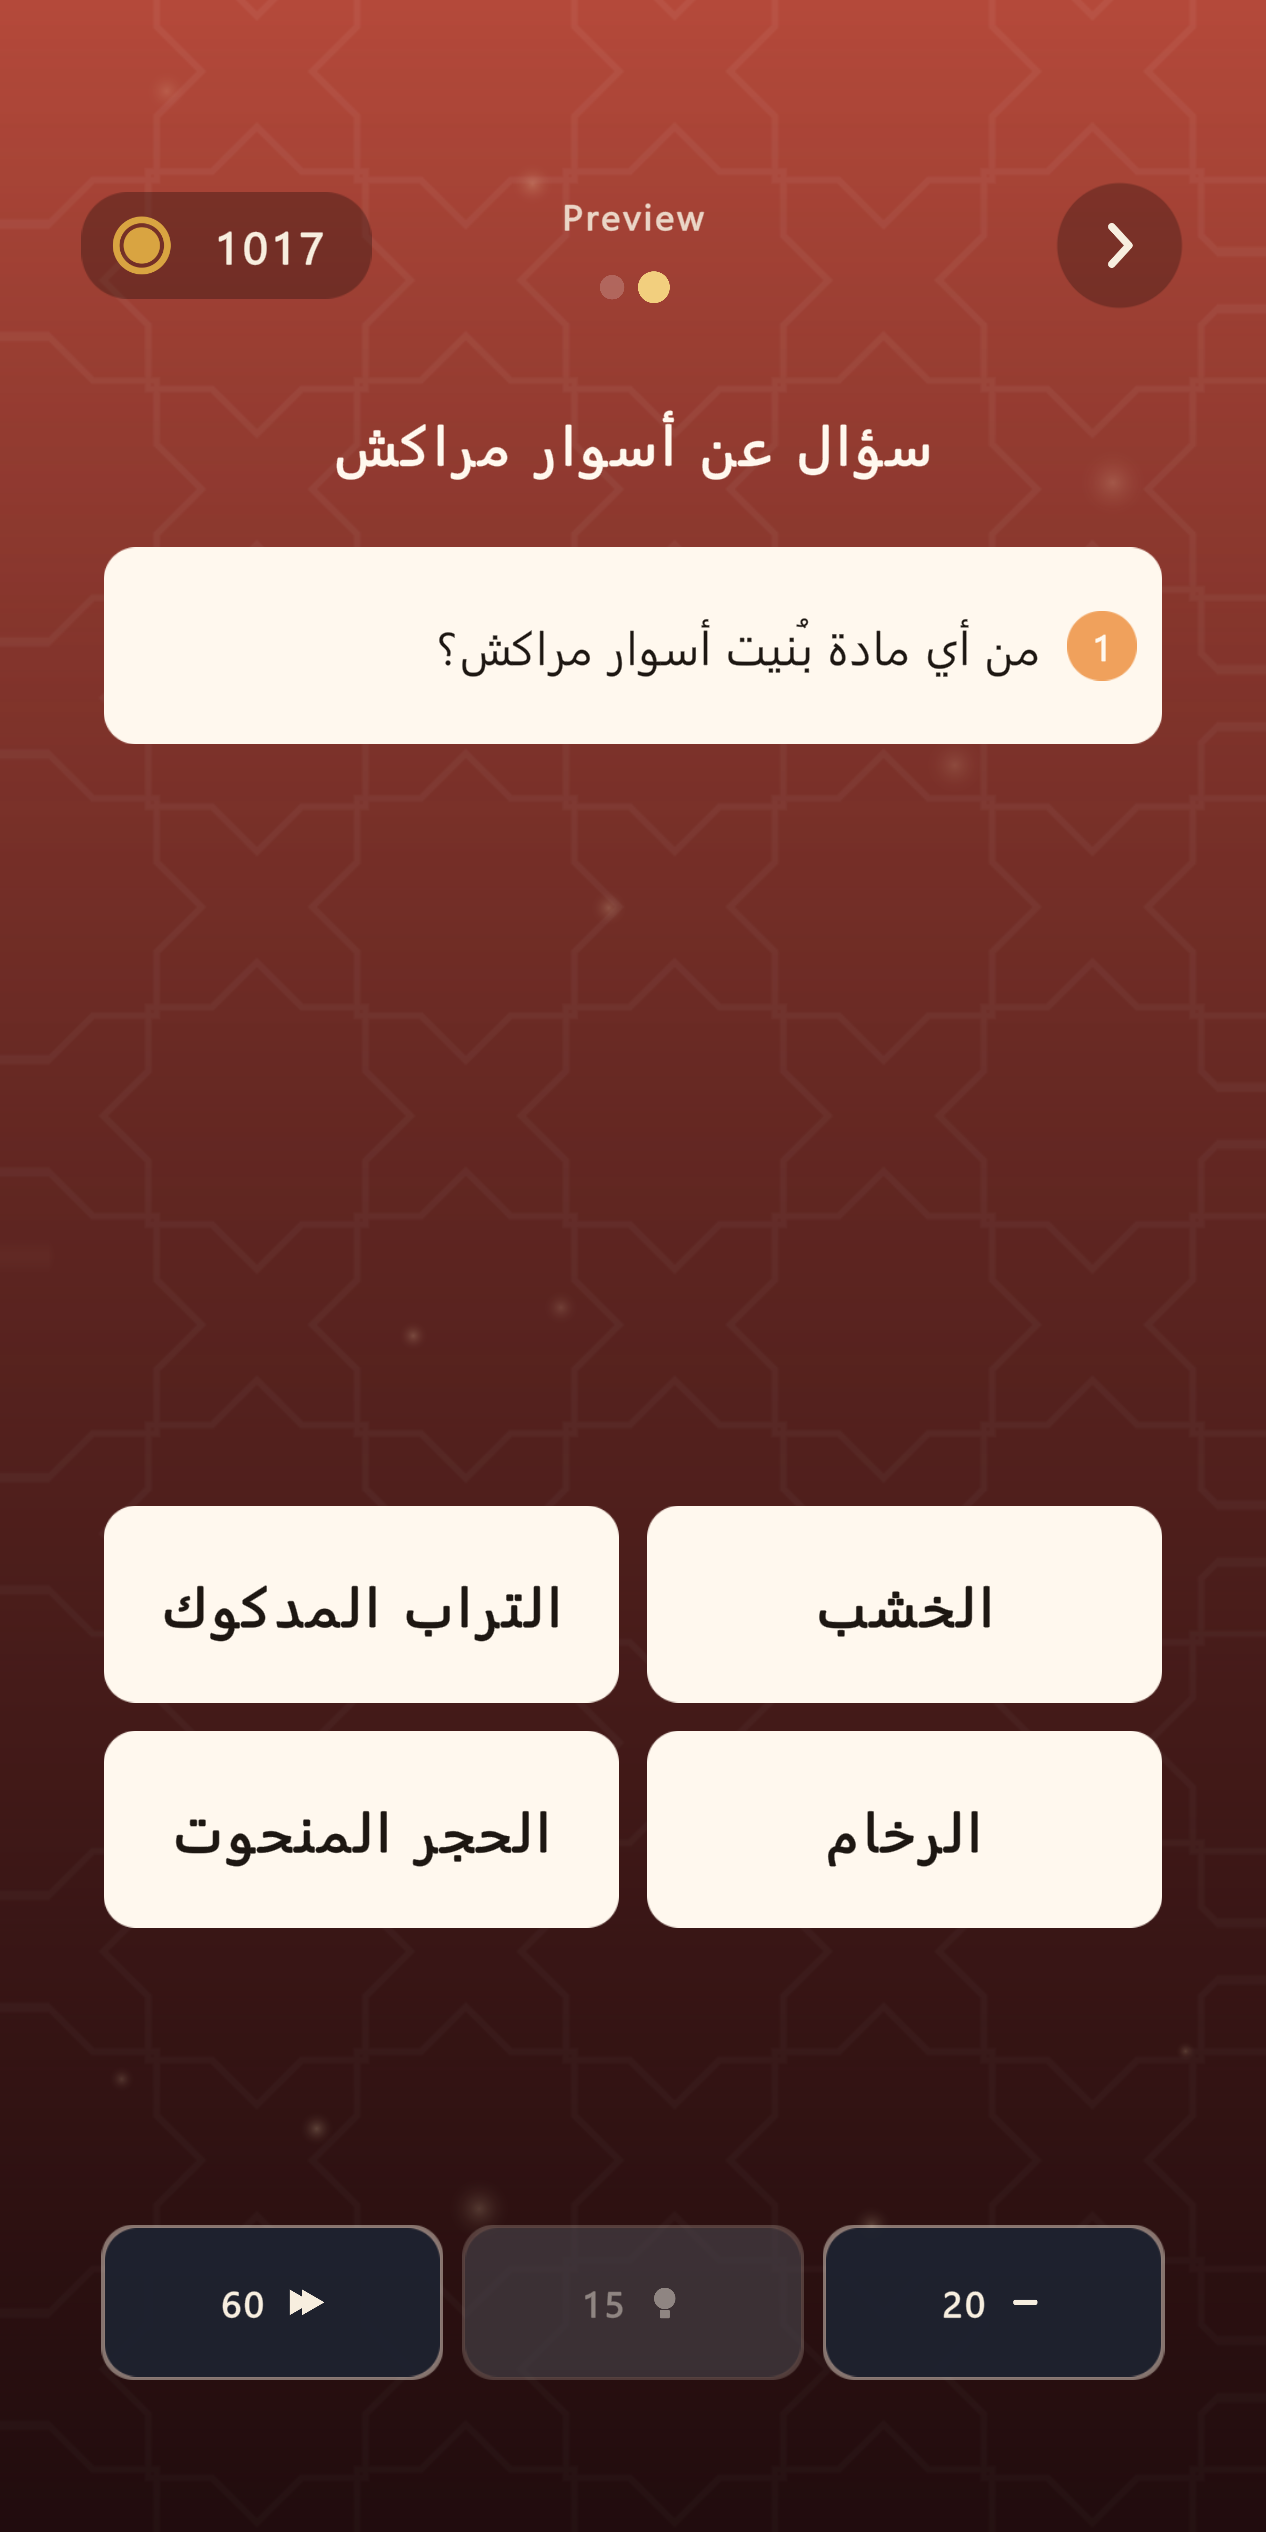 1017
Preview
سؤال عن أسوار مراكش
1 من أي مادة بُنيت أسوار مراكش؟
الخشب
التراب المدكوك
الرخام
الحجر المنحوت
20
15
60